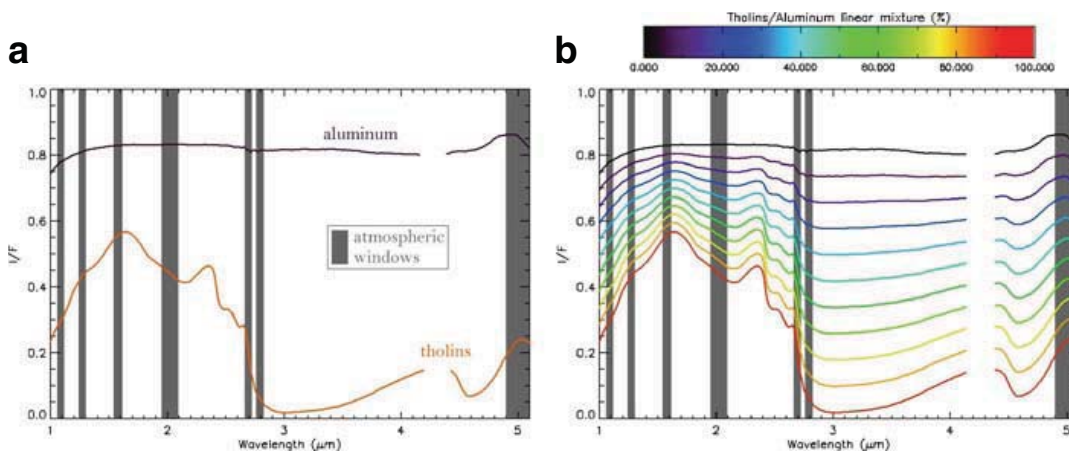 Tholins/Aluminum linear mixture (%)
0.000 20.000 40.000 60.000 80.000 100.000
a
b
1.0
0.8
0.6
0.4
0.2
0.0
I/F
aluminum
atmospheric
windows
tholins
1 2 3 4 5
Wavelength (μm)
1.0
0.8
0.6
0.4
0.2
0.0
I/F
1 2 3 4 5
Wavelength (μm)